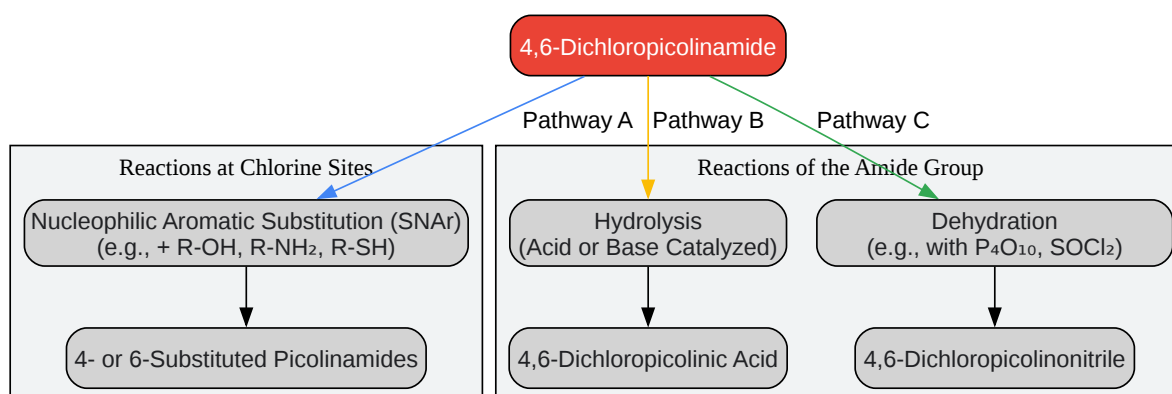 4,6-Dichloropicolinamide
Pathway A
Pathway B
Pathway C
Reactions at Chlorine Sites
Nucleophilic Aromatic Substitution (SNAr)
(e.g., + R-OH, R-NH₂, R-SH)
4- or 6-Substituted Picolinamides
Reactions of the Amide Group
Hydrolysis
(Acid or Base Catalyzed)
4,6-Dichloropicolinic Acid
Dehydration
(e.g., with P₄O₁₀, SOCl₂)
4,6-Dichloropicolinonitrile